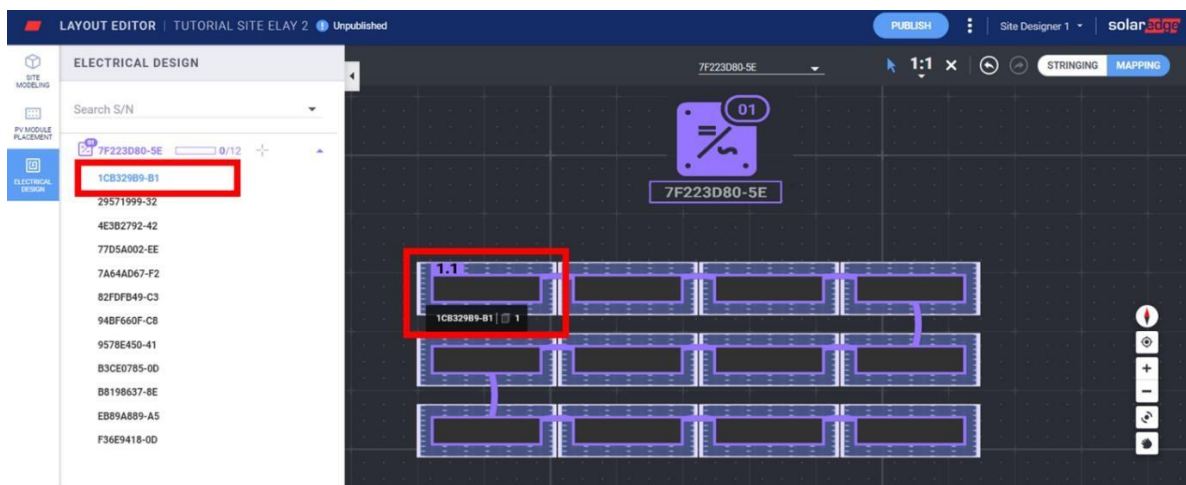 LAYOUT EDITOR | TUTORIAL SITE ELAY 2 Unpublished
PUBLISH
Site Designer 1
solaredge
SITE MODELING
PV MODULE PLACEMENT
ELECTRICAL DESIGN
ELECTRICAL DESIGN
Search S/N
01
7F223D80-5E 0/12
1CB329B9-B1
29571999-32
4E3B2792-42
77D5A002-EE
7A64AD67-F2
82FDFB49-C3
94BF660F-C8
9578E450-41
B3CE0785-0D
B8198637-8E
EB89A889-A5
F36E9418-0D
7F223D80-5E
1:1
STRINGING
MAPPING
01
7F223D80-5E
1.1
1CB329B9-B1 | 1